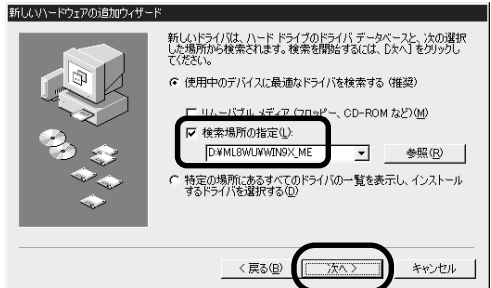 新しいハードウェアの追加ウィザード
新しいドライバは、ハード ドライブのドライバ データベースと、次の選択
した場所から検索されます。検索を開始するには、[次へ] をクリックし
てください。
使用中のデバイスに最適なドライバを検索する (推奨)
リムーバブル メディア (フロッピー、CD-ROM など)(M)
検索場所の指定(L):
D:¥ML8WU¥WIN9X_ME
参照(R)
特定の場所にあるすべてのドライバの一覧を表示し、インストール
するドライバを選択する(D)
< 戻る(B)
次へ >
キャンセル